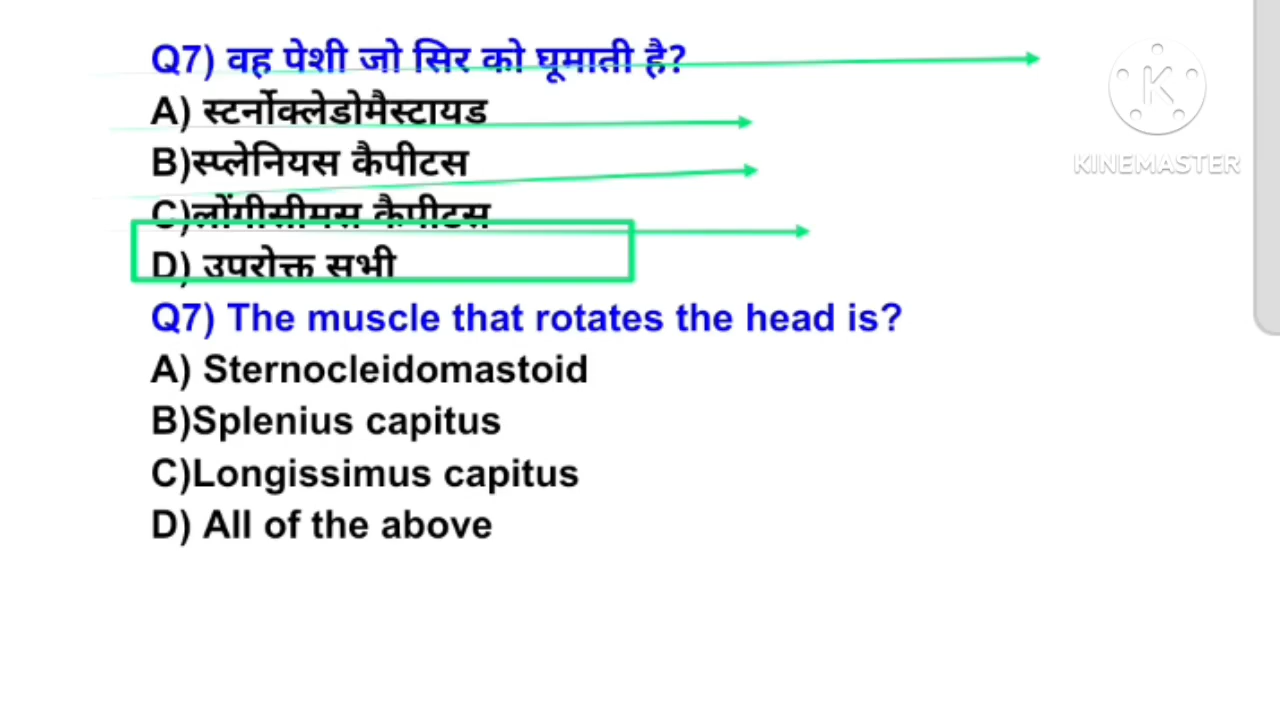 Q7) वह पेशी जो सिर को घूमाती है?
A) स्टर्नोक्लेडोमैस्टायड
B)स्प्लेनियस कैपीटस
C)लोंगीसीमस कैपीटस
D) उपरोक्त सभी
Q7) The muscle that rotates the head is?
A) Sternocleidomastoid
B)Splenius capitus
C)Longissimus capitus
D) All of the above
K
KINEMASTER